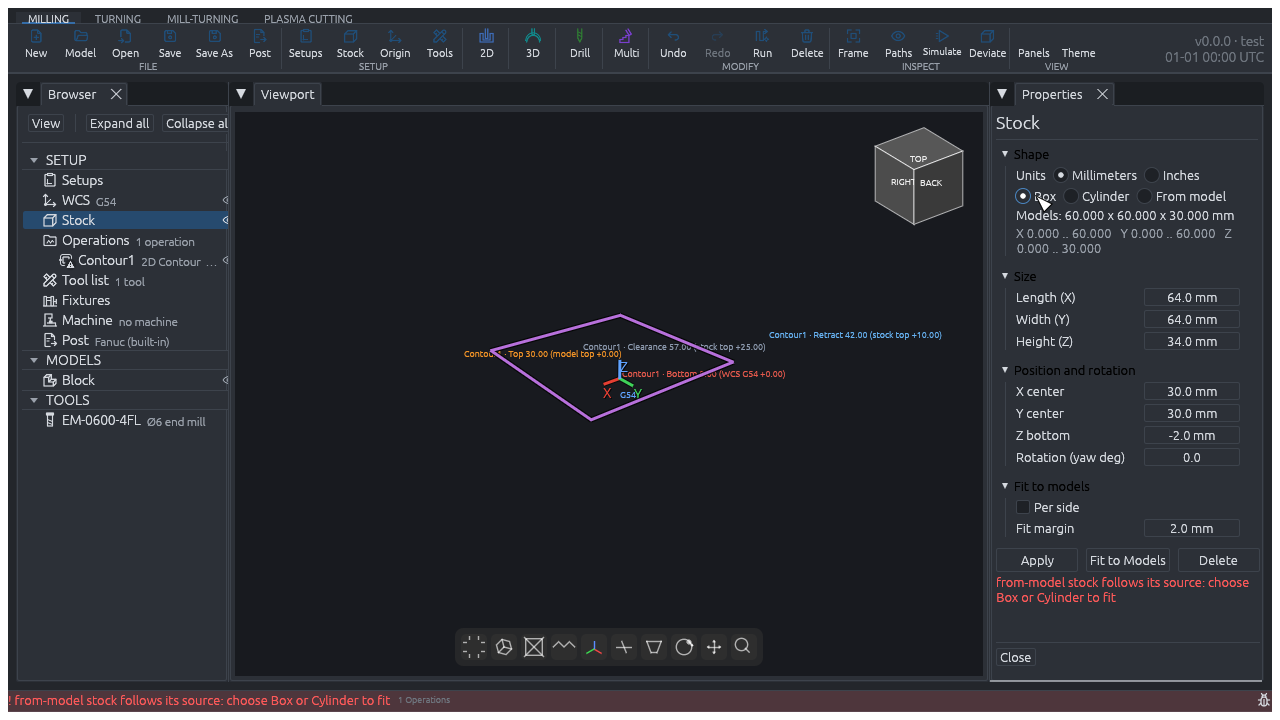 MILLING TURNING MILL-TURNING PLASMA CUTTING
New Model Open Save Save As Post Setups Stock Origin Tools 2D 3D Drill Multi Undo Redo Run Delete Frame Paths Simulate Deviate Panels Theme
FILE SETUP MODIFY INSPECT VIEW
v0.0.0 · test
01-01 00:00 UTC
Browser
View Expand all Collapse al
SETUP
Setups
WCS G54
Stock
Operations 1 operation
Contour1 2D Contour ...
Tool list 1 tool
Fixtures
Machine no machine
Post Fanuc (built-in)
MODELS
Block
TOOLS
EM-0600-4FL Ø6 end mill
Viewport
TOP
RIGHT BACK
Contour1 · Retract 42.00 (stock top +10.00)
Contour1 · Clearance 57.00 (stock top +25.00)
Contour1 · Top 30.00 (model top +0.00)
Contour1 · Bottom 0.00 (WCS G54 +0.00)
Z
X G54 Y
Properties
Stock
Shape
Units Millimeters Inches
Box Cylinder From model
Models: 60.000 x 60.000 x 30.000 mm
X 0.000 .. 60.000 Y 0.000 .. 60.000 Z
0.000 .. 30.000
Size
Length (X) 64.0 mm
Width (Y) 64.0 mm
Height (Z) 34.0 mm
Position and rotation
X center 30.0 mm
Y center 30.0 mm
Z bottom -2.0 mm
Rotation (yaw deg) 0.0
Fit to models
Per side
Fit margin 2.0 mm
Apply Fit to Models Delete
from-model stock follows its source: choose
Box or Cylinder to fit
Close
! from-model stock follows its source: choose Box or Cylinder to fit 1 Operations